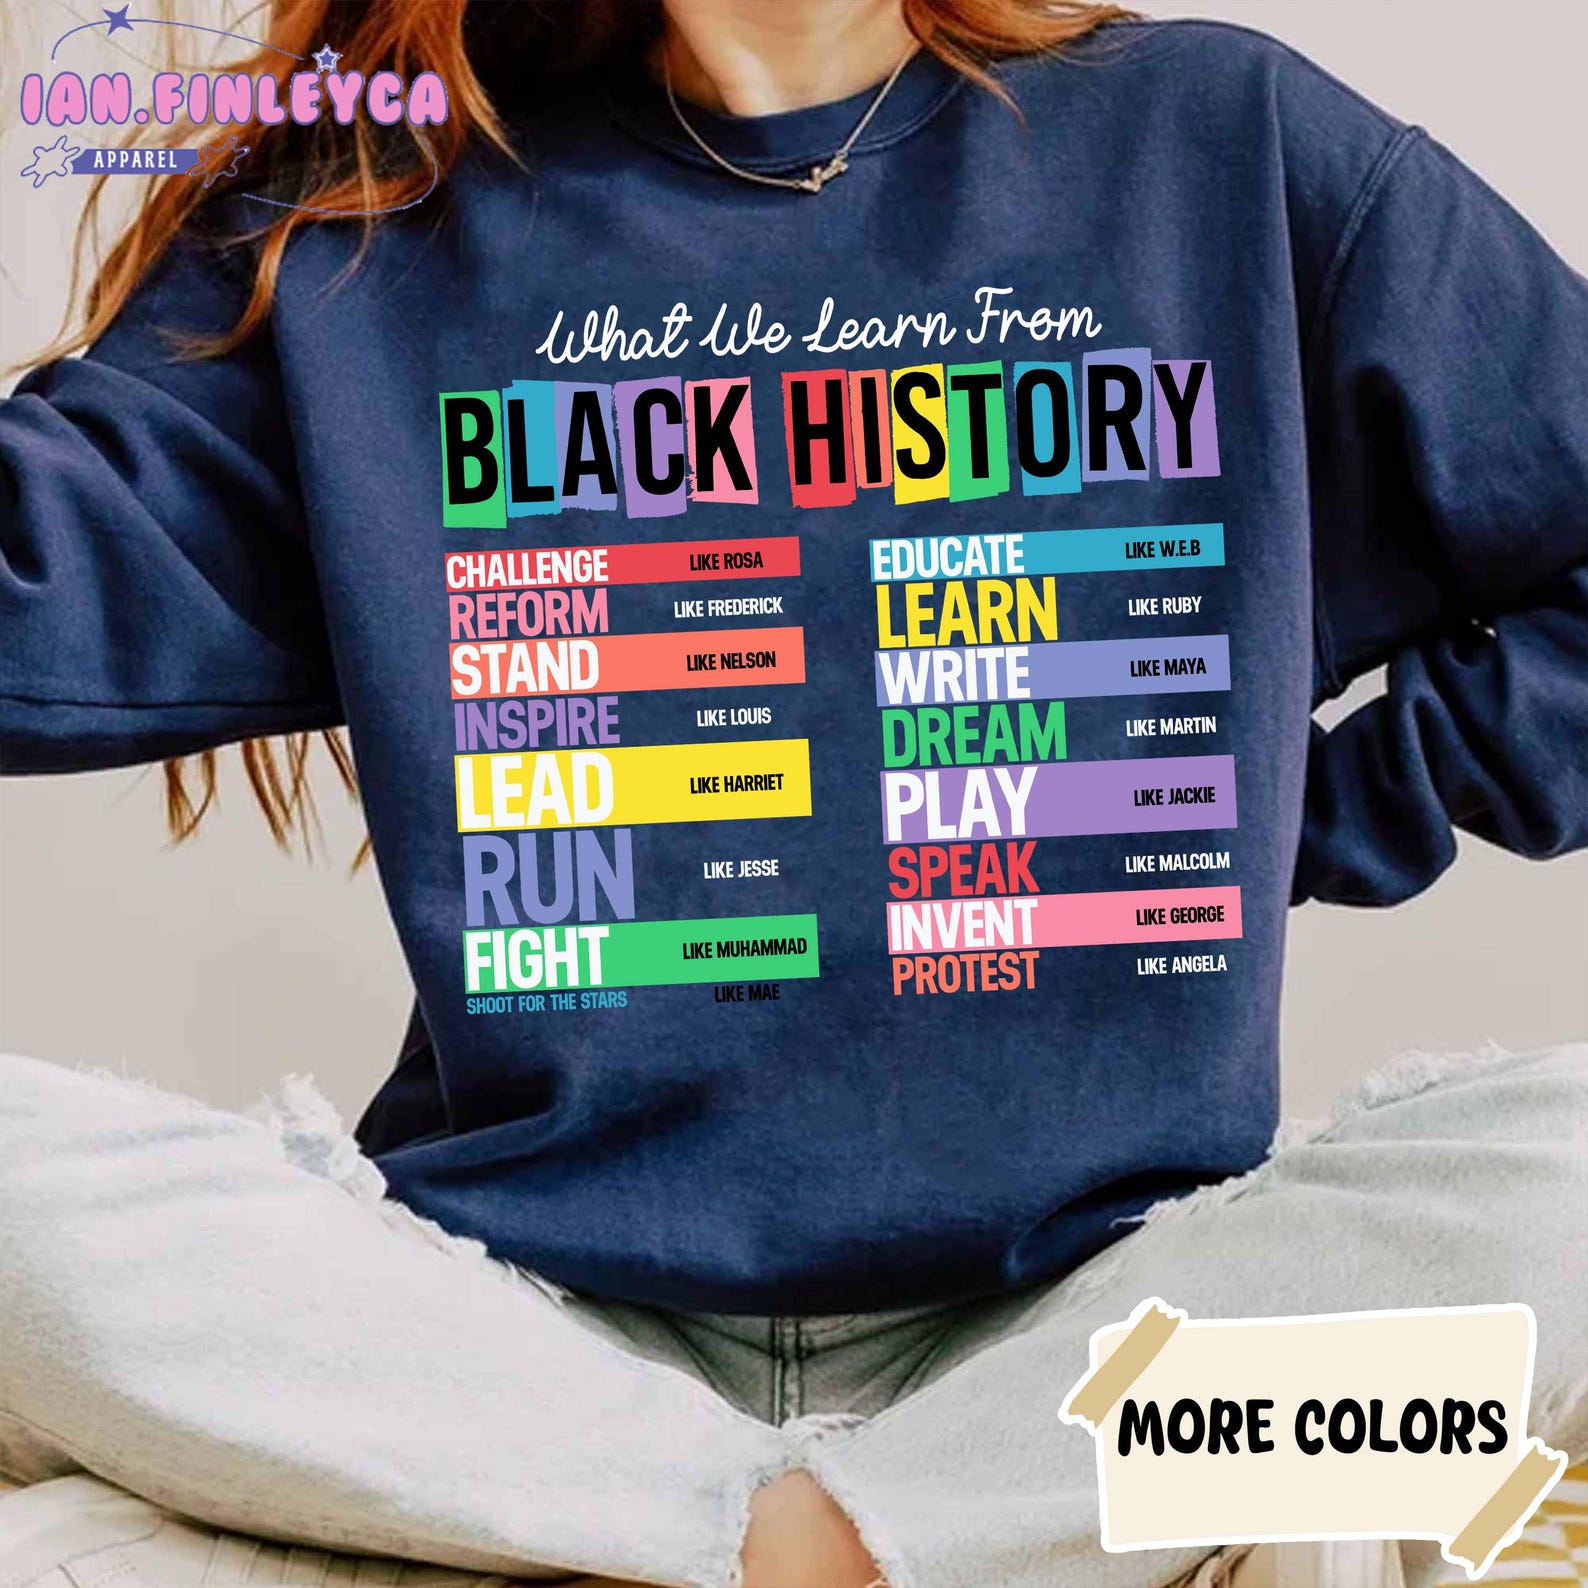 IAN.FINLEYCA
APPAREL
What We Learn From
BLACK HISTORY
CHALLENGE LIKE ROSA
REFORM LIKE FREDERICK
STAND LIKE NELSON
INSPIRE LIKE LOUIS
LEAD LIKE HARRIET
RUN LIKE JESSE
FIGHT LIKE MUHAMMAD
SHOOT FOR THE STARS LIKE MAE
EDUCATE LIKE W.E.B
LEARN LIKE RUBY
WRITE LIKE MAYA
DREAM LIKE MARTIN
PLAY LIKE JACKIE
SPEAK LIKE MALCOLM
INVENT LIKE GEORGE
PROTEST LIKE ANGELA
MORE COLORS